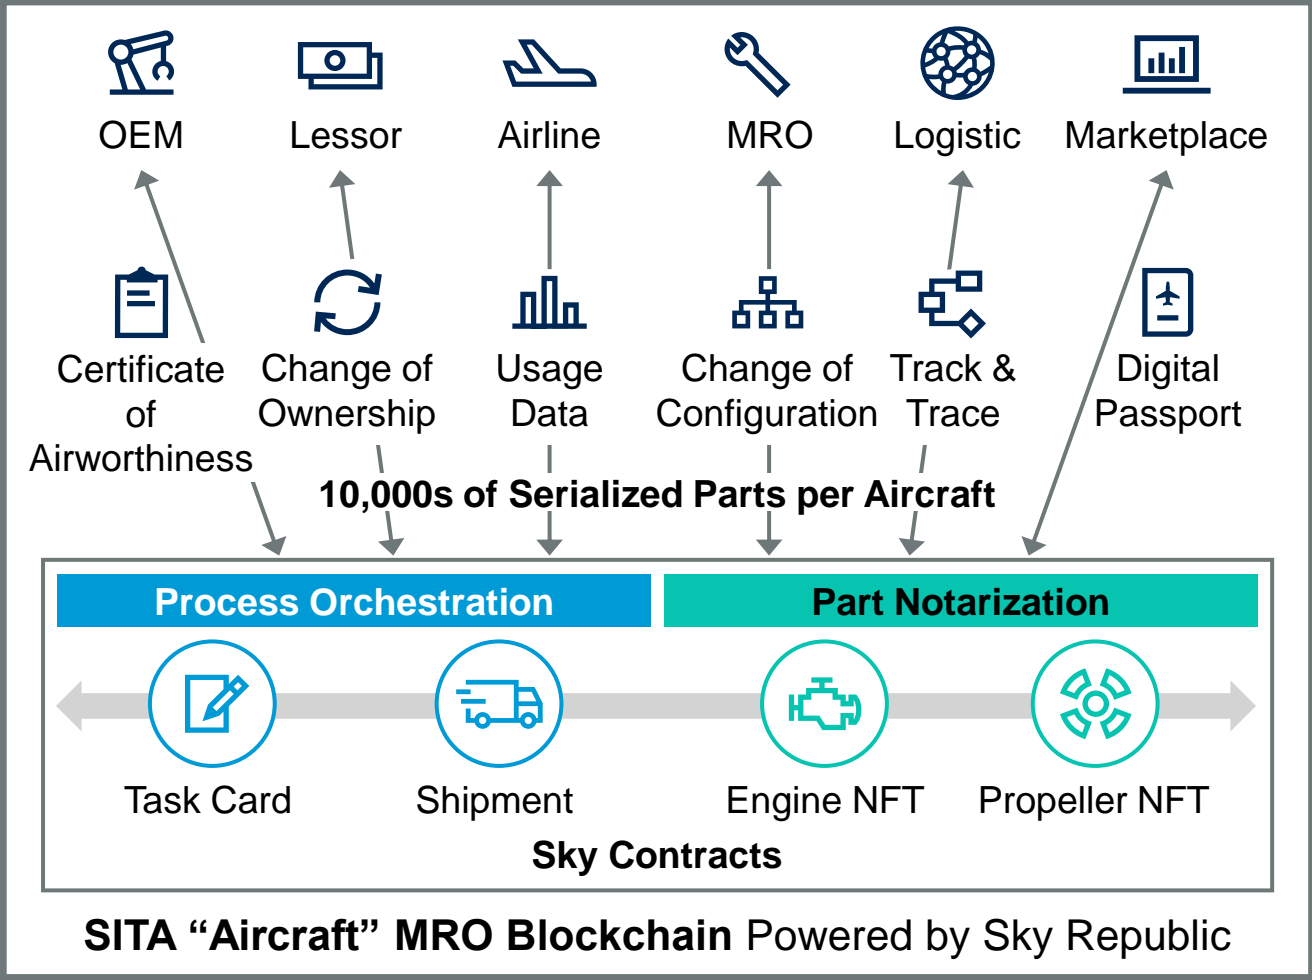 OEM
Lessor
Airline
MRO
Logistic
Marketplace
Certificate
of
Airworthiness
Change of
Ownership
Usage
Data
Change of
Configuration
Track &
Trace
Digital
Passport
10,000s of Serialized Parts per Aircraft
Process Orchestration
Part Notarization
Task Card
Shipment
Engine NFT
Propeller NFT
Sky Contracts
SITA “Aircraft” MRO Blockchain Powered by Sky Republic